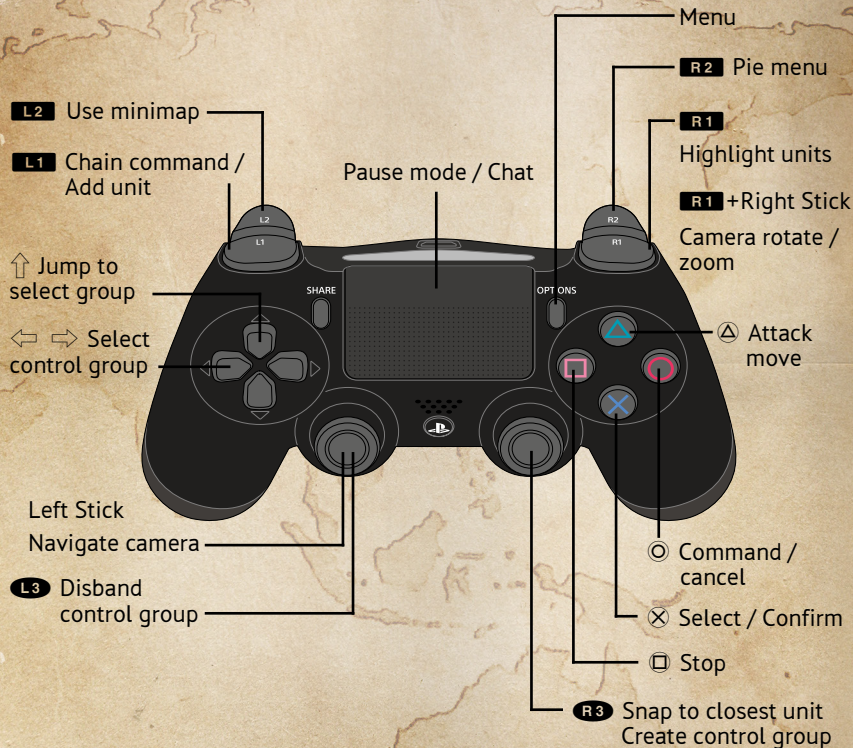 Menu
R2 Pie menu
L2 Use minimap
R1
L1 Chain command /
Add unit
Highlight units
Pause mode / Chat
R1 +Right Stick
Camera rotate /
zoom
L2
L1
R2
R1
⇧ Jump to
select group
SHARE
OPTIONS
⇦ ⇨ Select
control group
△ Attack
move
Left Stick
Navigate camera
L3 Disband
control group
○ Command /
cancel
✕ Select / Confirm
□ Stop
R3 Snap to closest unit
Create control group